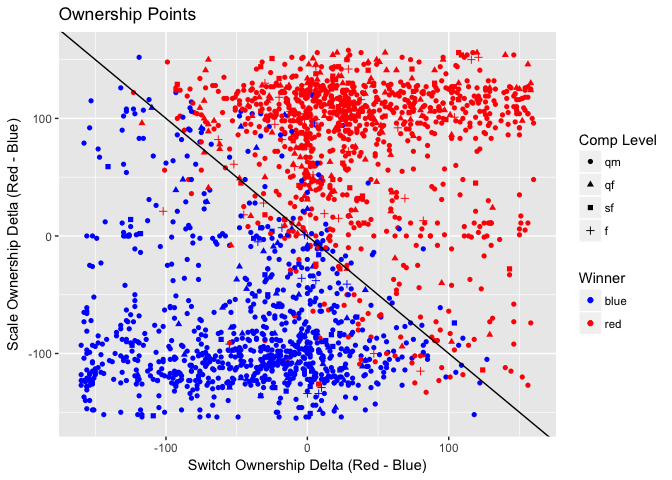 Ownership Points
Scale Ownership Detla (Red - Blue)
100
0
-100
-100
0
100
Switch Ownership Delta (Red - Blue)
Comp Level
qm
qf
sf
f
Winner
blue
red